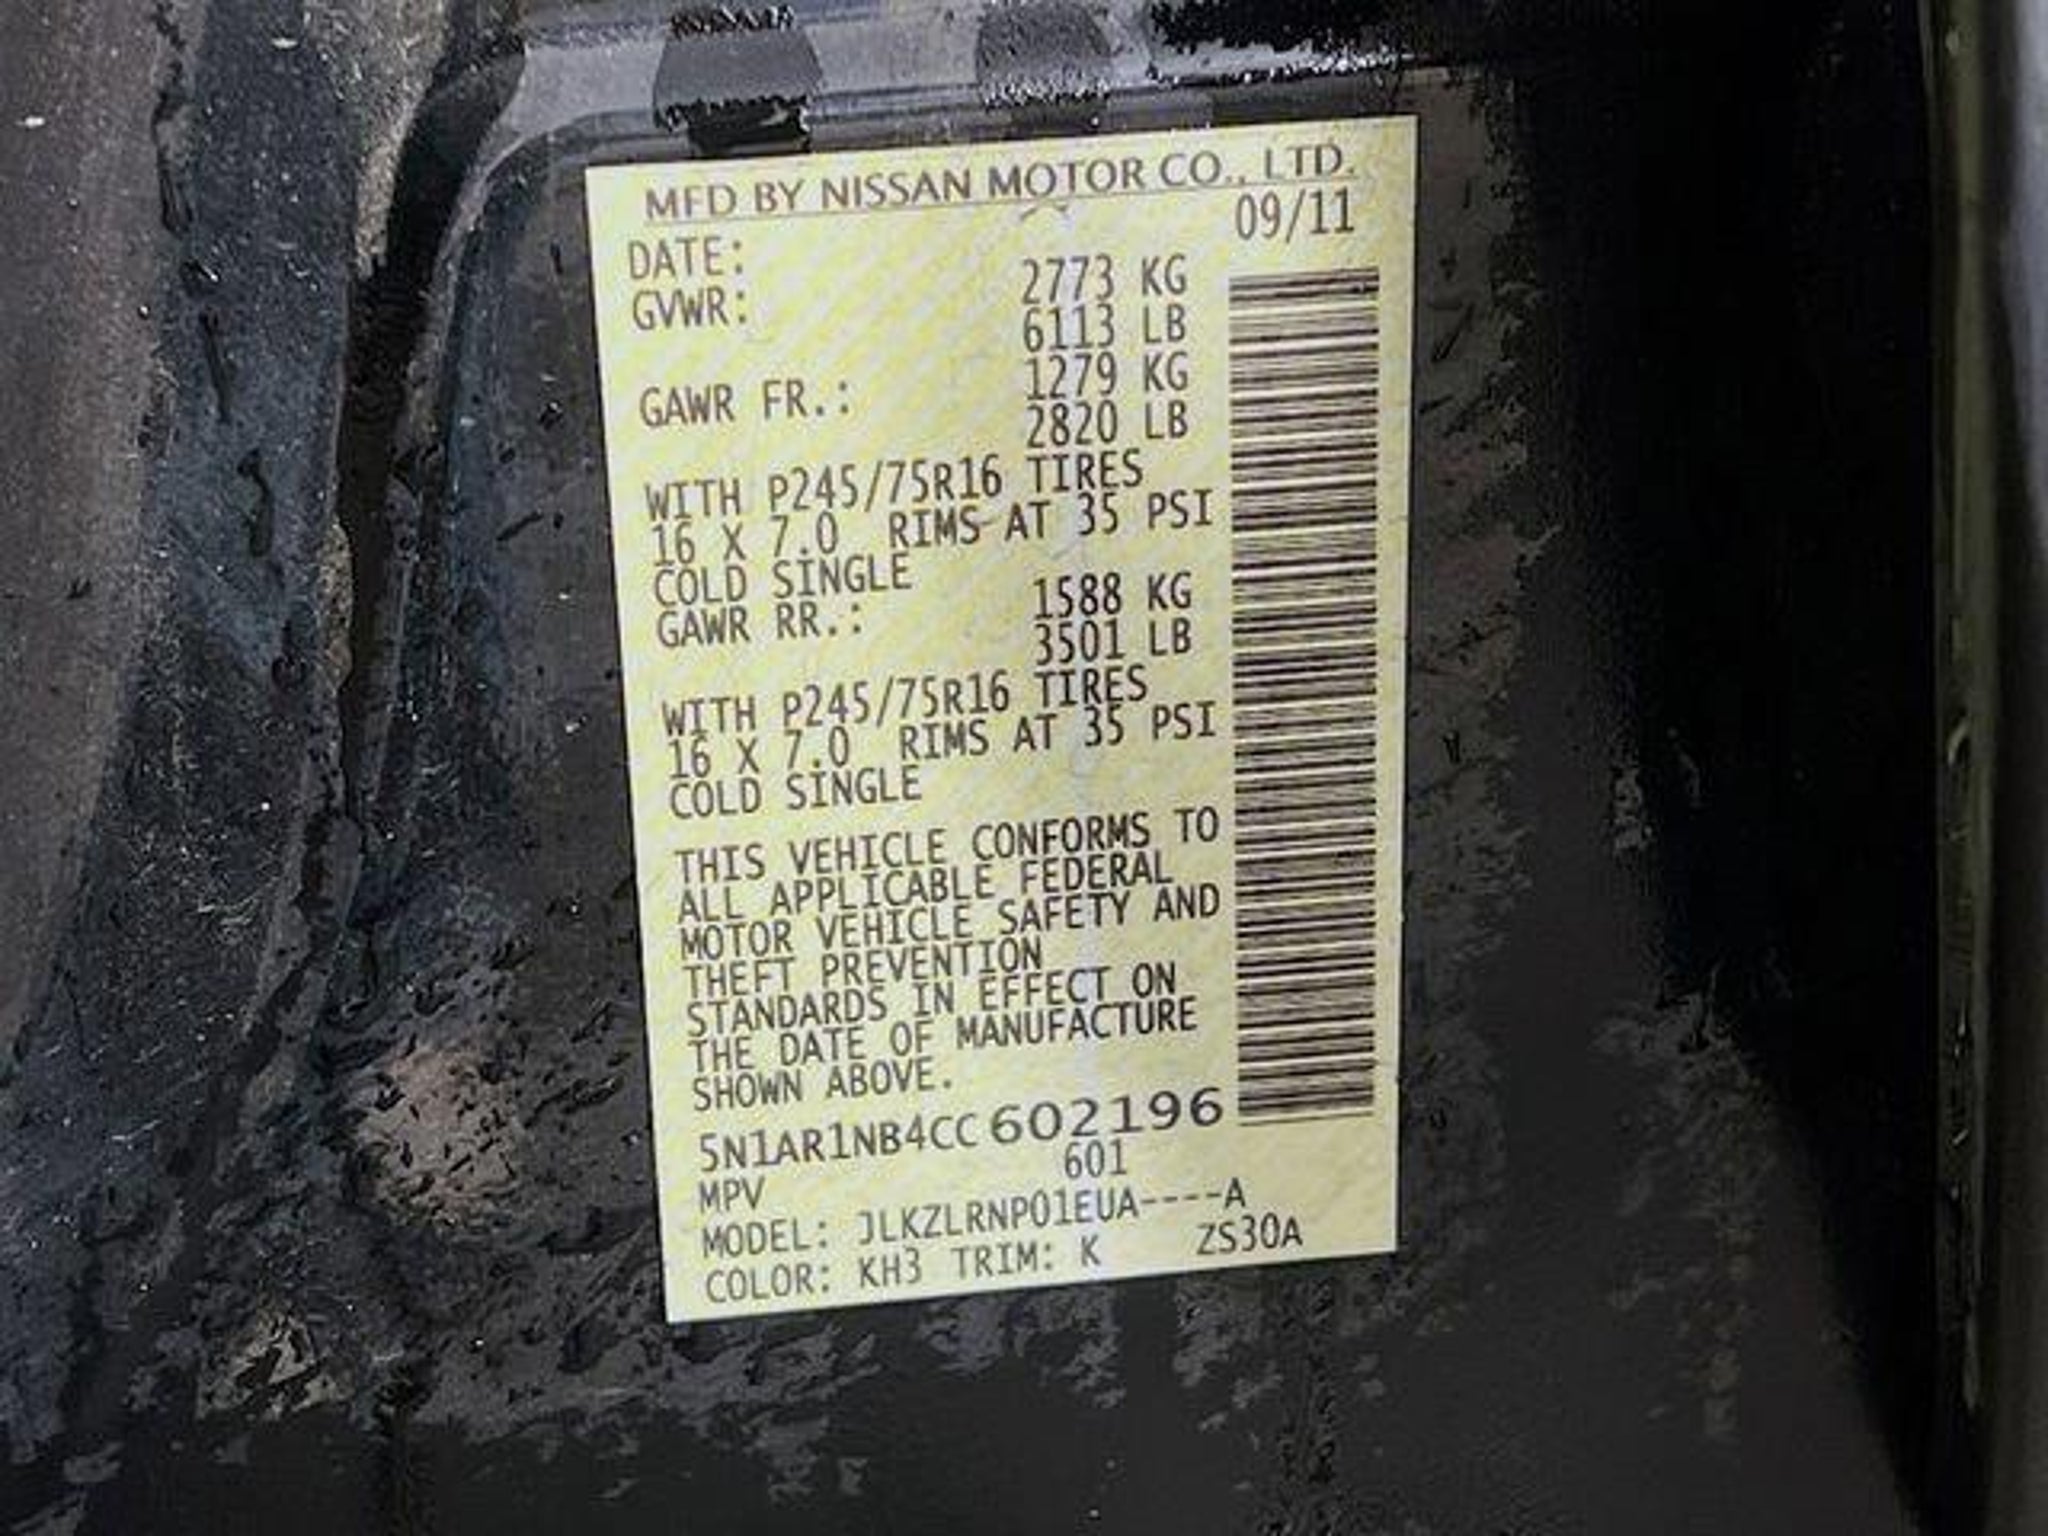 MFD BY NISSAN MOTOR CO., LTD.
DATE: 09/11
GVWR: 2773 KG
6113 LB
GAWR FR.: 1279 KG
2820 LB
WITH P245/75R16 TIRES
16 X 7.0 RIMS AT 35 PSI
COLD SINGLE
GAWR RR.: 1588 KG
3501 LB
WITH P245/75R16 TIRES
16 X 7.0 RIMS AT 35 PSI
COLD SINGLE
THIS VEHICLE CONFORMS TO
ALL APPLICABLE FEDERAL
MOTOR VEHICLE SAFETY AND
THEFT PREVENTION
STANDARDS IN EFFECT ON
THE DATE OF MANUFACTURE
SHOWN ABOVE.
5N1AR1NB4CC602196
MPV 601
MODEL: JLKZLRNP01EUA----A
COLOR: KH3 TRIM: K ZS30A